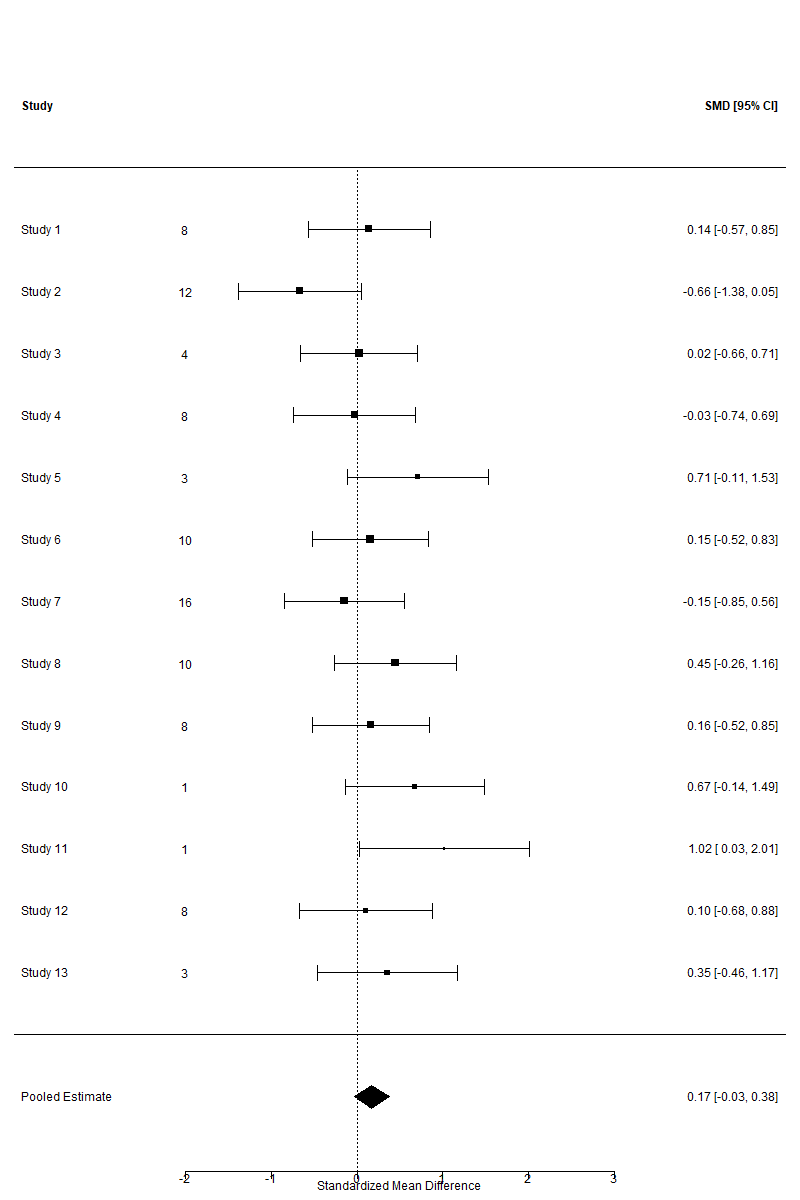 Study SMD [95% CI]
Study 1 8 0.14 [-0.57, 0.85]
Study 2 12 -0.66 [-1.38, 0.05]
Study 3 4 0.02 [-0.66, 0.71]
Study 4 8 -0.03 [-0.74, 0.69]
Study 5 3 0.71 [-0.11, 1.53]
Study 6 10 0.15 [-0.52, 0.83]
Study 7 16 -0.15 [-0.85, 0.56]
Study 8 10 0.45 [-0.26, 1.16]
Study 9 8 0.16 [-0.52, 0.85]
Study 10 1 0.67 [-0.14, 1.49]
Study 11 1 1.02 [ 0.03, 2.01]
Study 12 8 0.10 [-0.68, 0.88]
Study 13 3 0.35 [-0.46, 1.17]
Pooled Estimate 0.17 [-0.03, 0.38]
-2 -1 0 1 2 3
Standardized Mean Difference